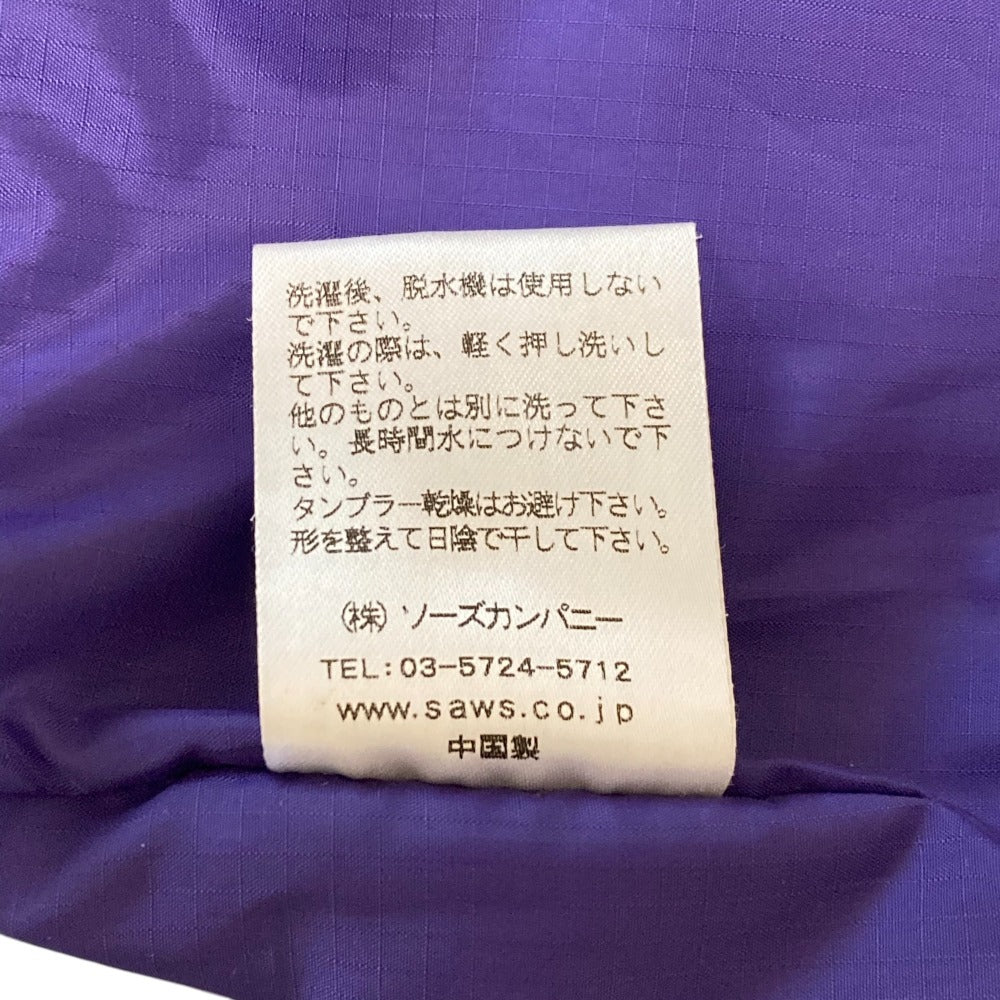 洗濯後、脱水機は使用しない
で下さい。
洗濯の際は、軽く押し洗いし
て下さい。
他のものとは別に洗って下さ
い。長時間水につけないで下
さい。
タンブラー乾燥はお避け下さい。
形を整えて日陰で干して下さい。
(株) ソーズカンパニー
TEL:03-5724-5712
www.saws.co.jp
中国製